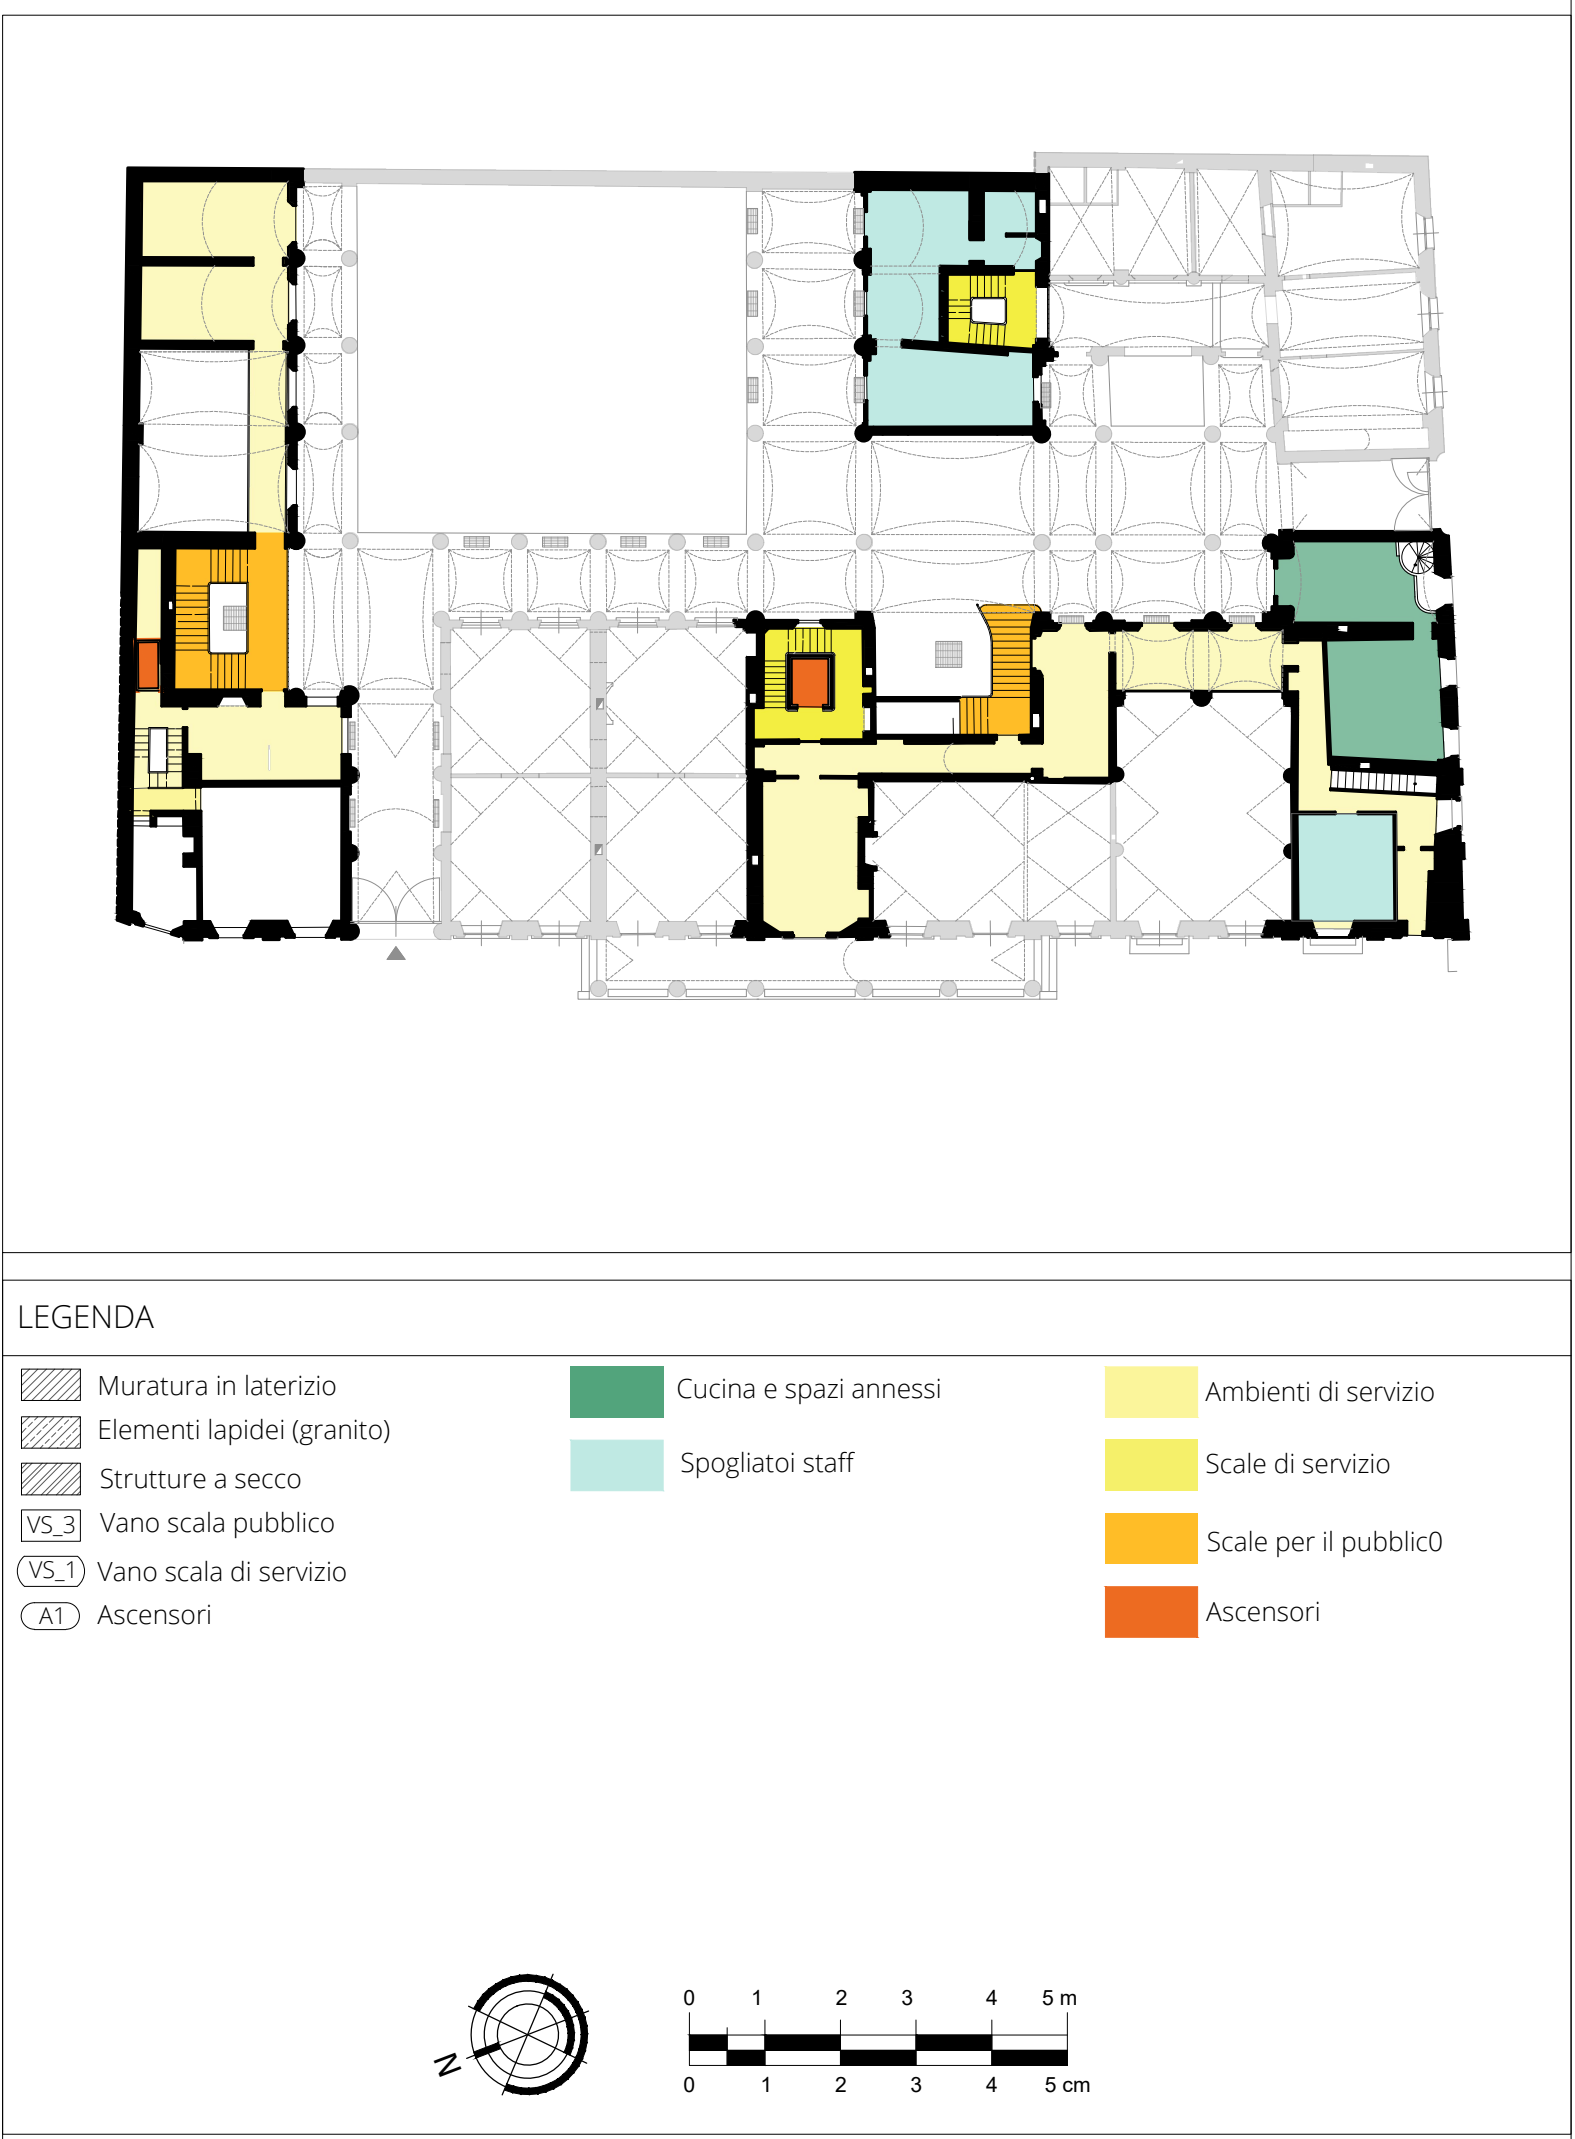 LEGENDA
Muratura in laterizio
Elementi lapidei (granito)
Strutture a secco
VS_3 Vano scala pubblico
VS_1 Vano scala di servizio
A1 Ascensori
Cucina e spazi annessi
Spogliatoi staff
Ambienti di servizio
Scale di servizio
Scale per il pubblic0
Ascensori
N
0 1 2 3 4 5 m
0 1 2 3 4 5 cm